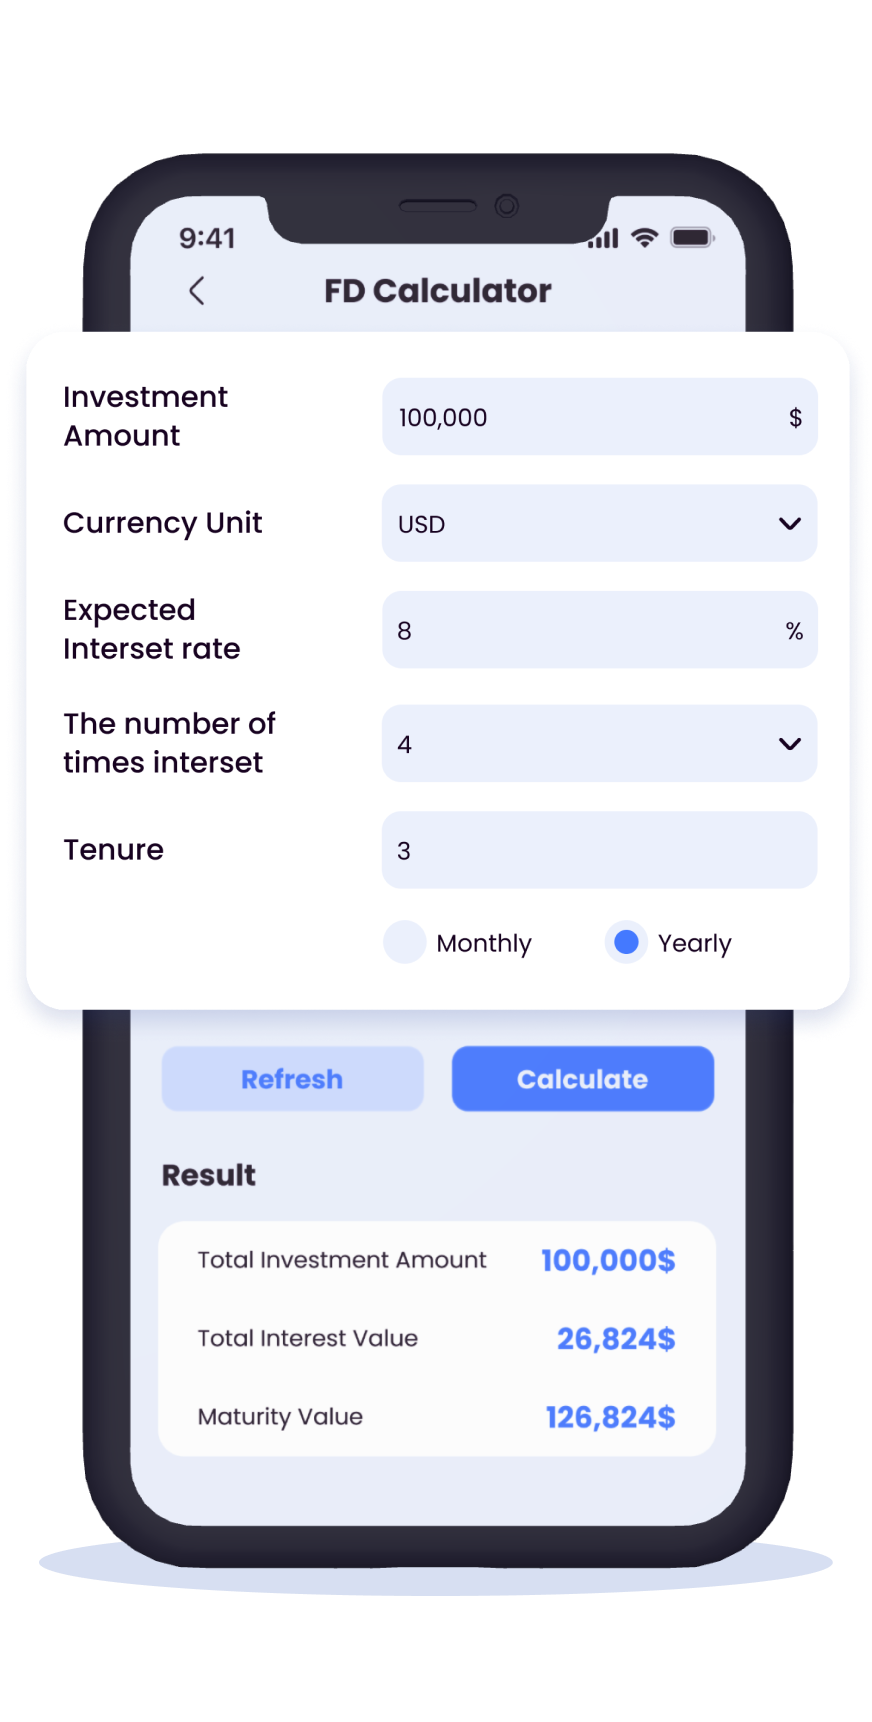 9:41
FD Calculator
Investment
Amount
100,000 $
Currency Unit
USD
Expected
Interset rate
8 %
The number of
times interset
4
Tenure
3
Monthly
Yearly
Refresh
Calculate
Result
Total Investment Amount 100,000$
Total Interest Value 26,824$
Maturity Value 126,824$